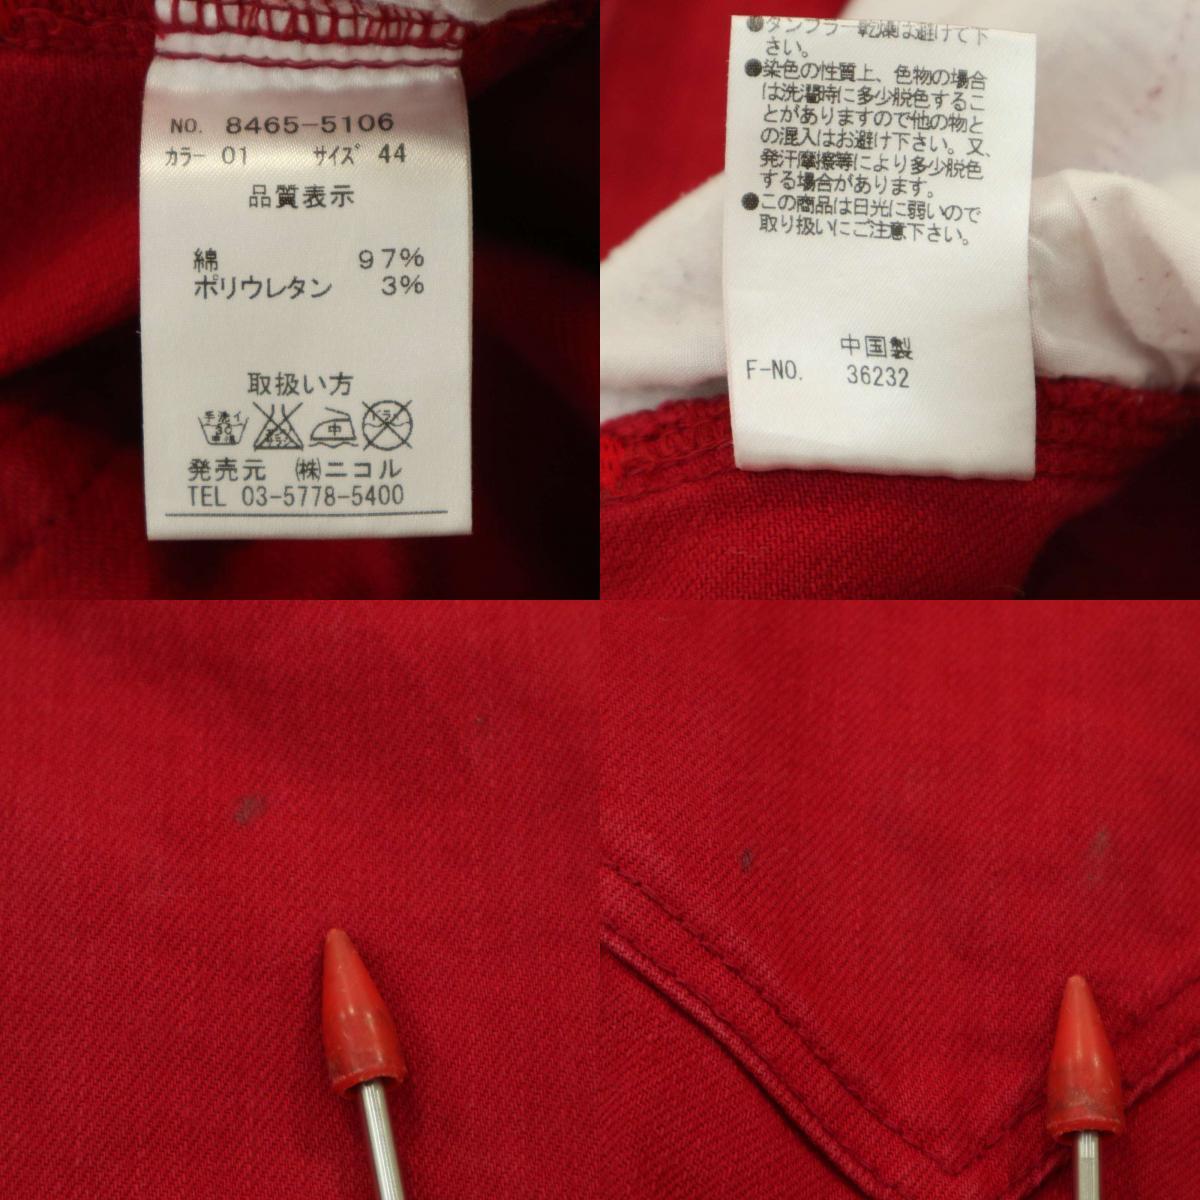 NO. 8465-5106
カラー 01 サイズ 44
品質表示
綿 97%
ポリウレタン 3%
取扱い方
手洗イ
30
中
発売元 ㈱ニコル
TEL 03-5778-5400
●タンブラー乾燥は避けて下
さい。
●染色の性質上、色物の場合
は洗濯時に多少脱色するこ
とがありますので他の物と
の混入はお避け下さい。又、
発汗摩擦等により多少脱色
する場合があります。
●この商品は日光に弱いので
取り扱いにご注意下さい。
中国製
F-NO. 36232